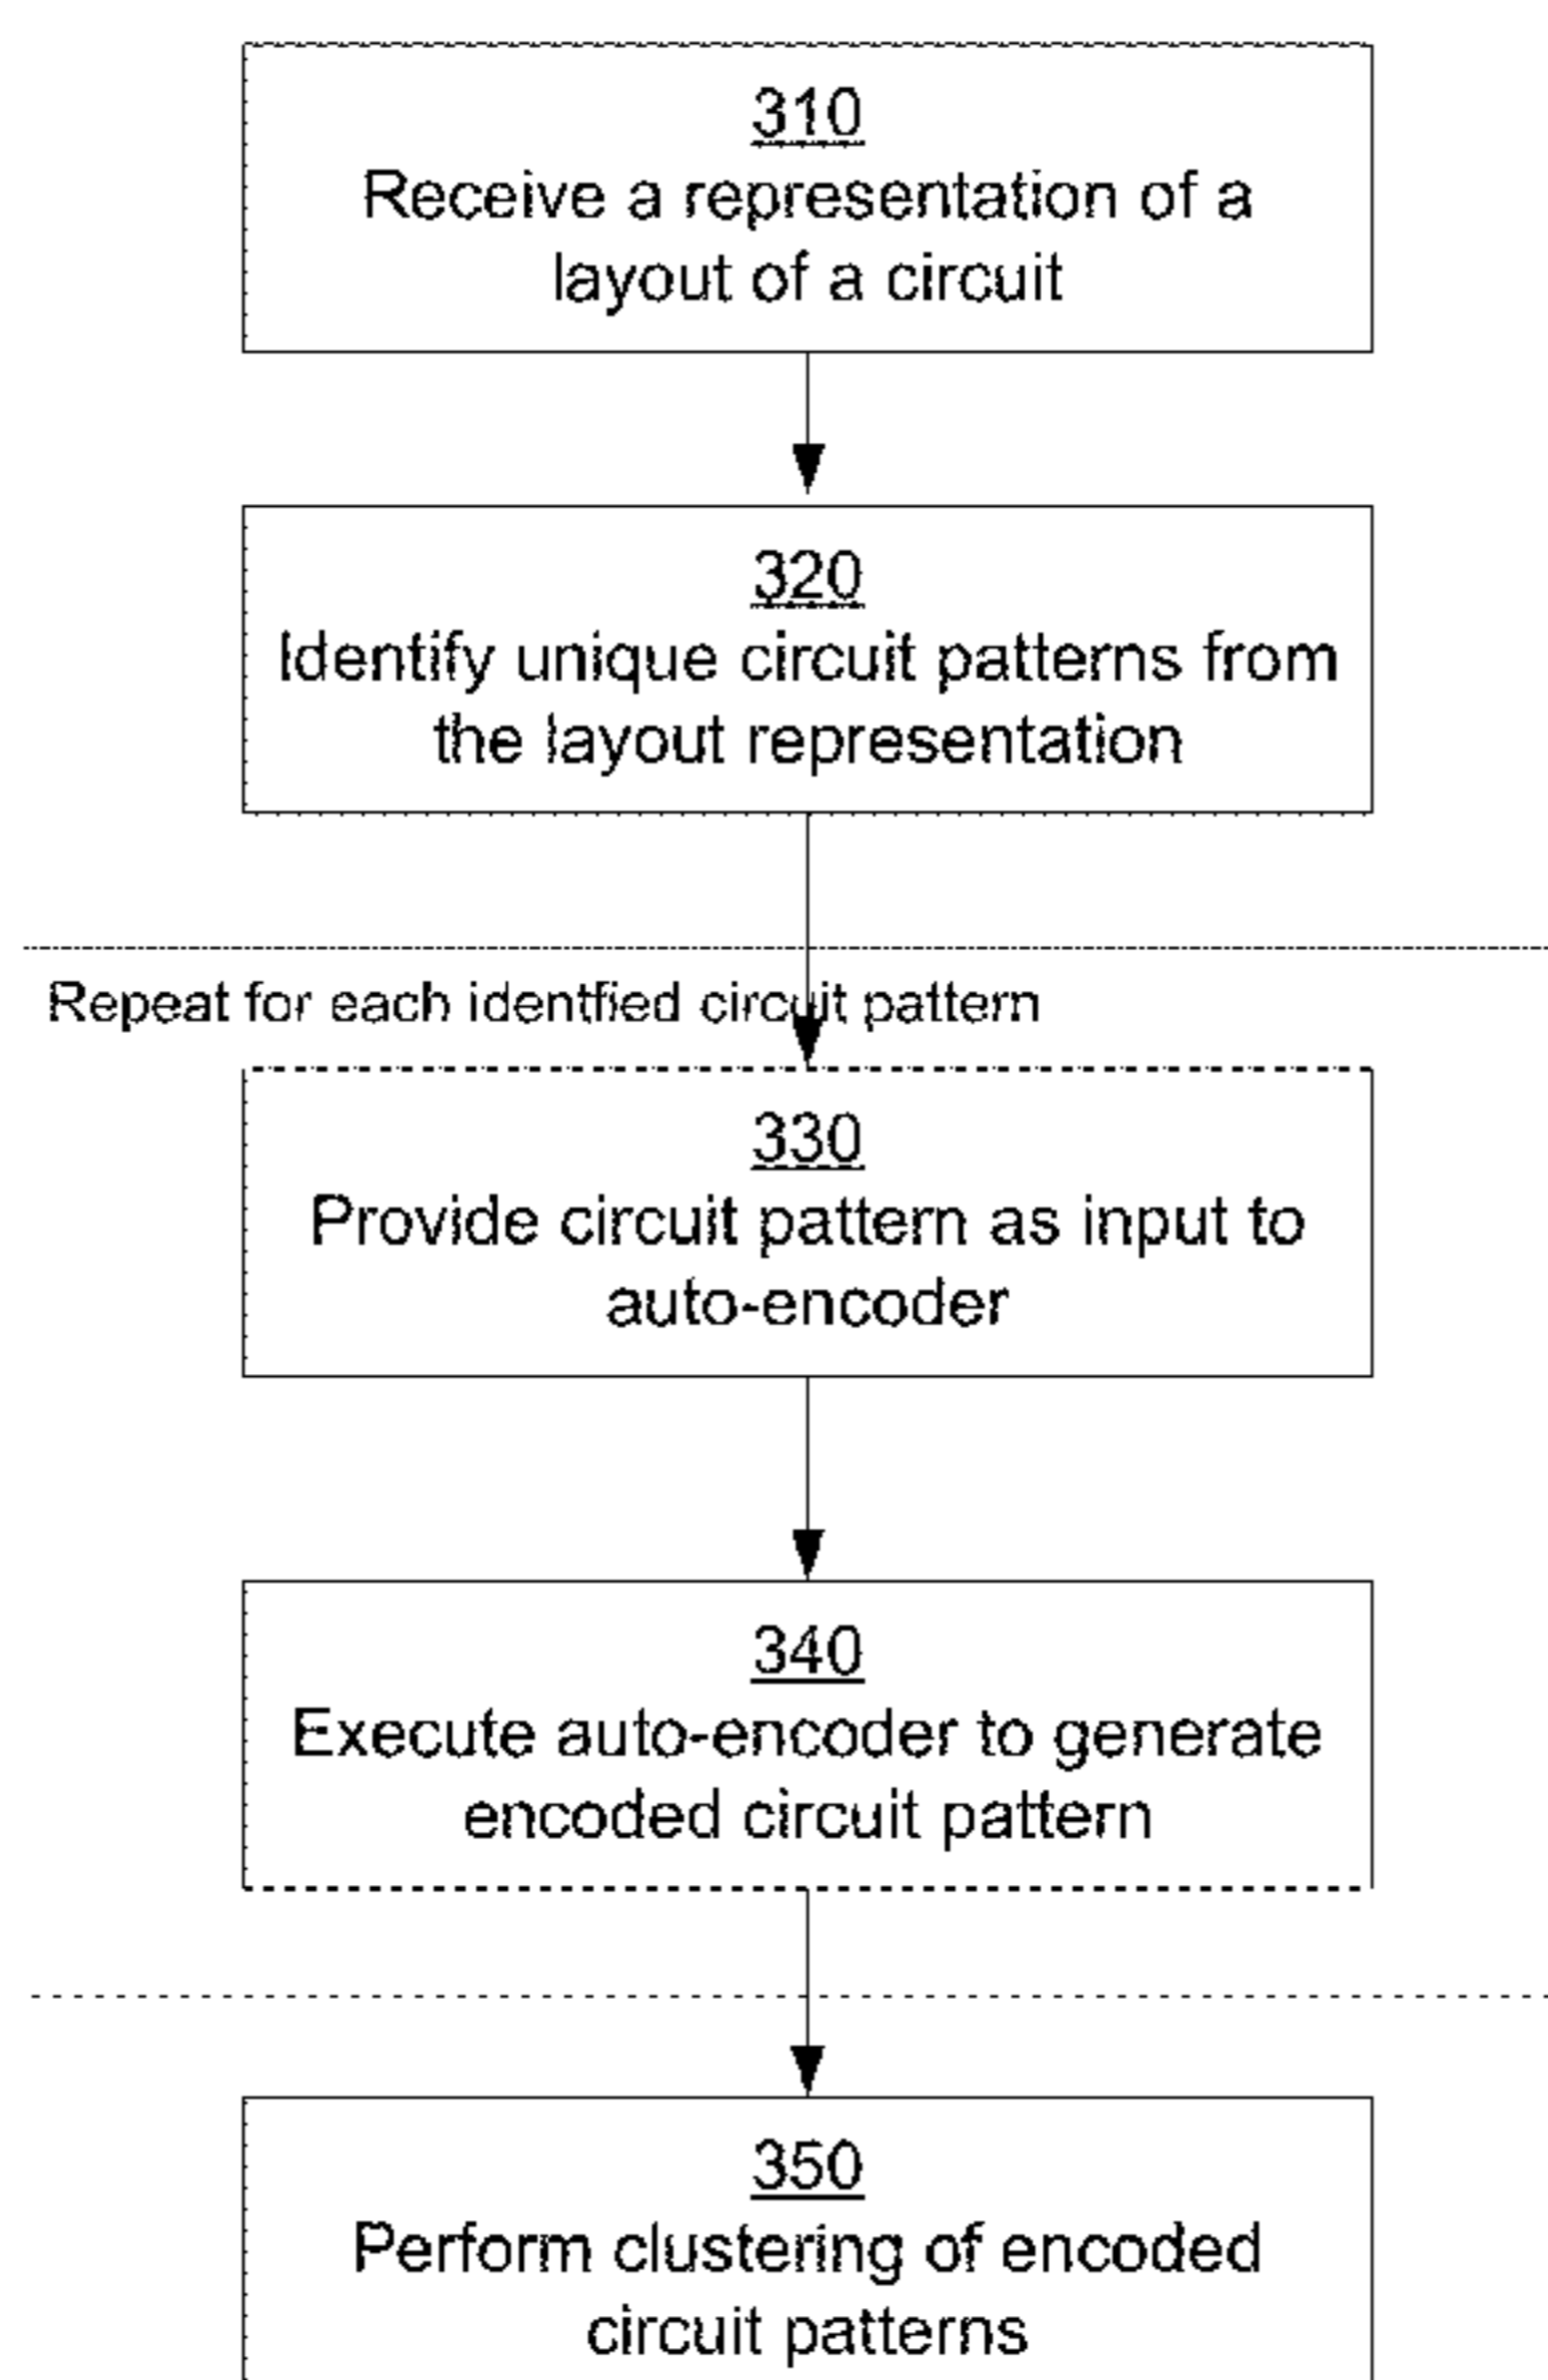 310
Receive a representation of a
layout of a circuit
320
Identify unique circuit patterns from
the layout representation
Repeat for each identfied circuit pattern
330
Provide circuit pattern as input to
auto-encoder
340
Execute auto-encoder to generate
encoded circuit pattern
350
Perform clustering of encoded
circuit patterns